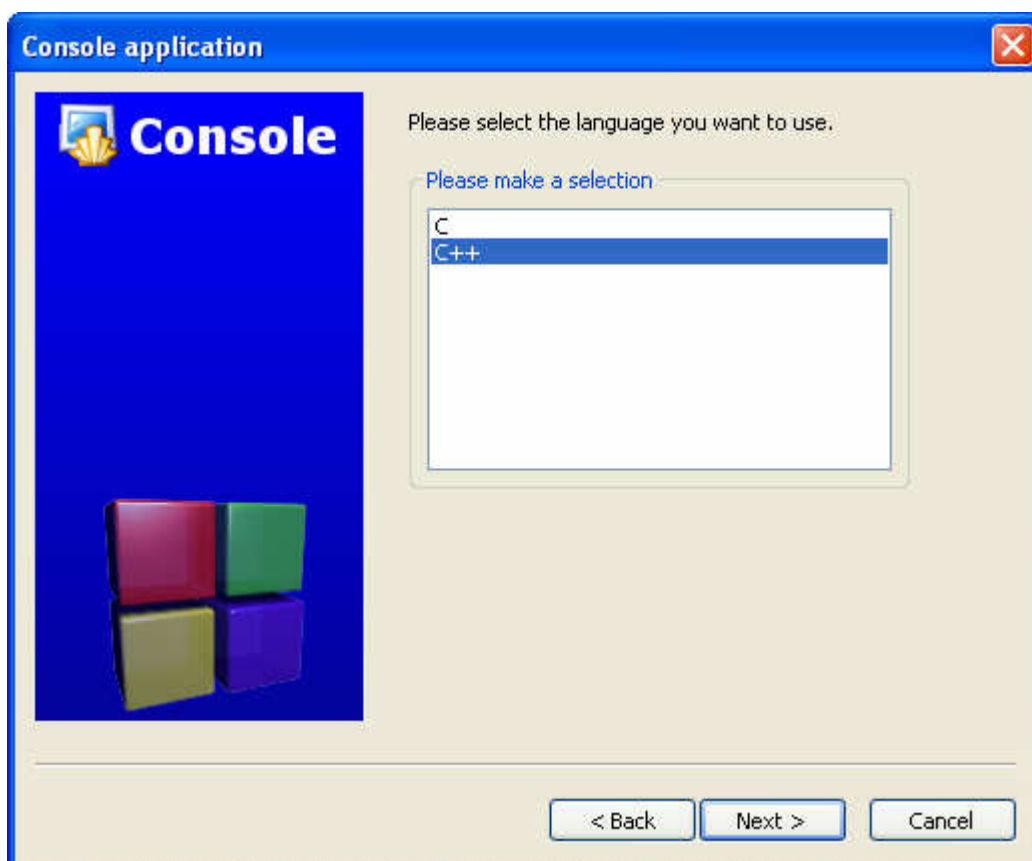 Console application
Console
Please select the language you want to use.
Please make a selection
C
C++
< Back
Next >
Cancel